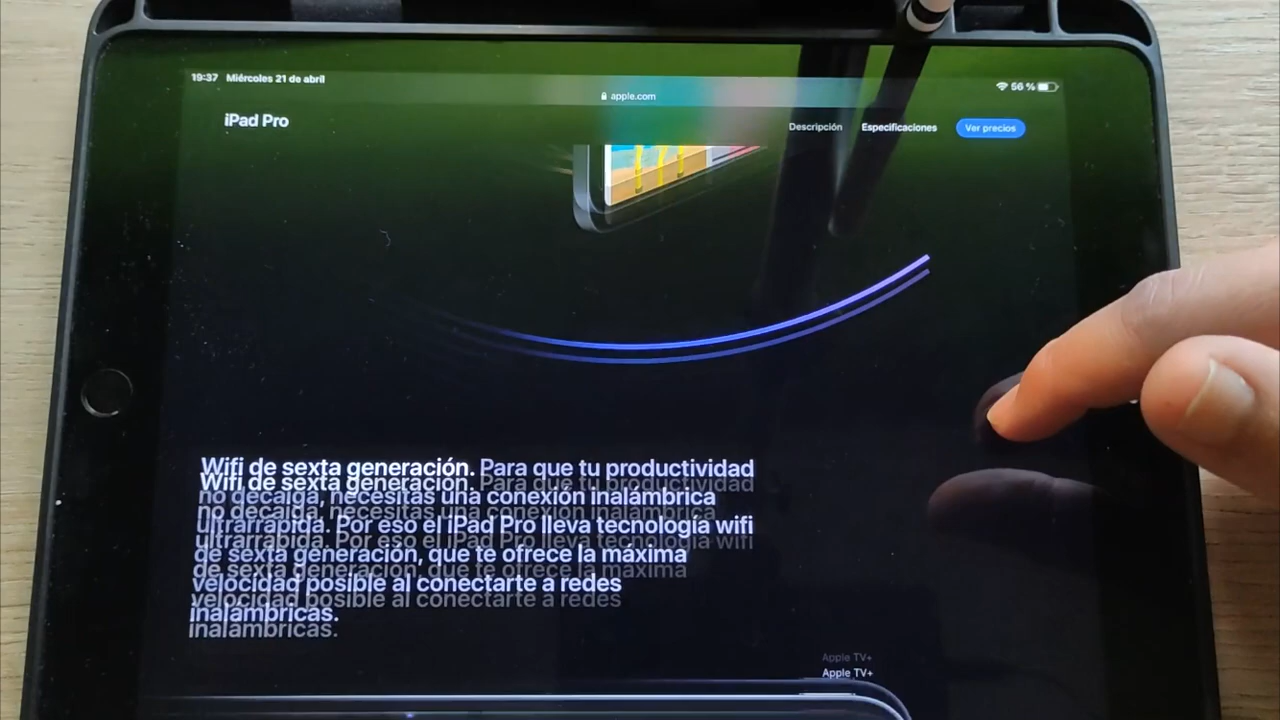 19:37 Miércoles 21 de abril
apple.com
56 %
iPad Pro
Descripción
Especificaciones
Ver precios
Wifi de sexta generación. Para que tu productividad
no decaiga, necesitas una conexión inalámbrica
ultrarrápida. Por eso el iPad Pro lleva tecnología wifi
de sexta generación, que te ofrece la máxima
velocidad posible al conectarte a redes
inalámbricas.
Apple TV+